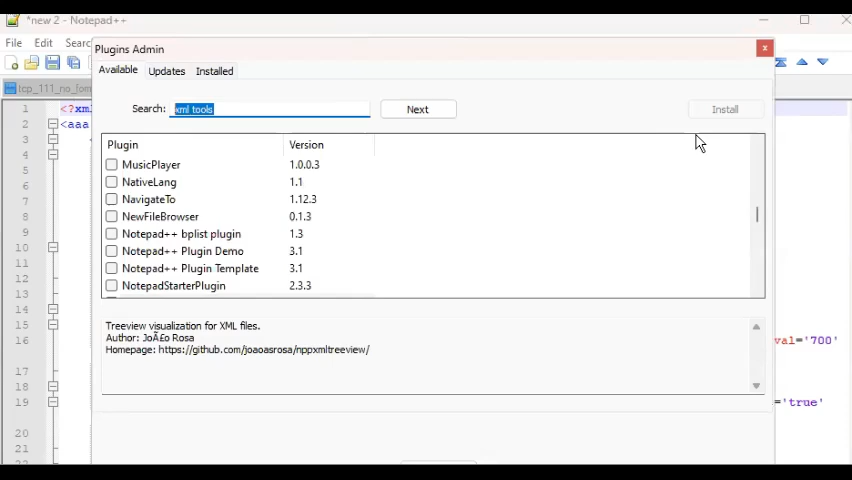 *new 2 - Notepad++
File Edit Searc
Plugins Admin
x
Available Updates Installed
tcp_111_no_fom
Search: xml tools Next Install
Plugin Version
MusicPlayer 1.0.0.3
NativeLang 1.1
NavigateTo 1.12.3
NewFileBrowser 0.1.3
Notepad++ bplist plugin 1.3
Notepad++ Plugin Demo 3.1
Notepad++ Plugin Template 3.1
NotepadStarterPlugin 2.3.3
Treeview visualization for XML files.
Author: JoÃ£o Rosa
Homepage: https://github.com/joaoasrosa/nppxmltreeview/
1 <?xml
2 <aaa
3
4
5
6
7
8
9
10
11
12
13
14
15
16 val='700'
17
18
19 ='true'
20
21